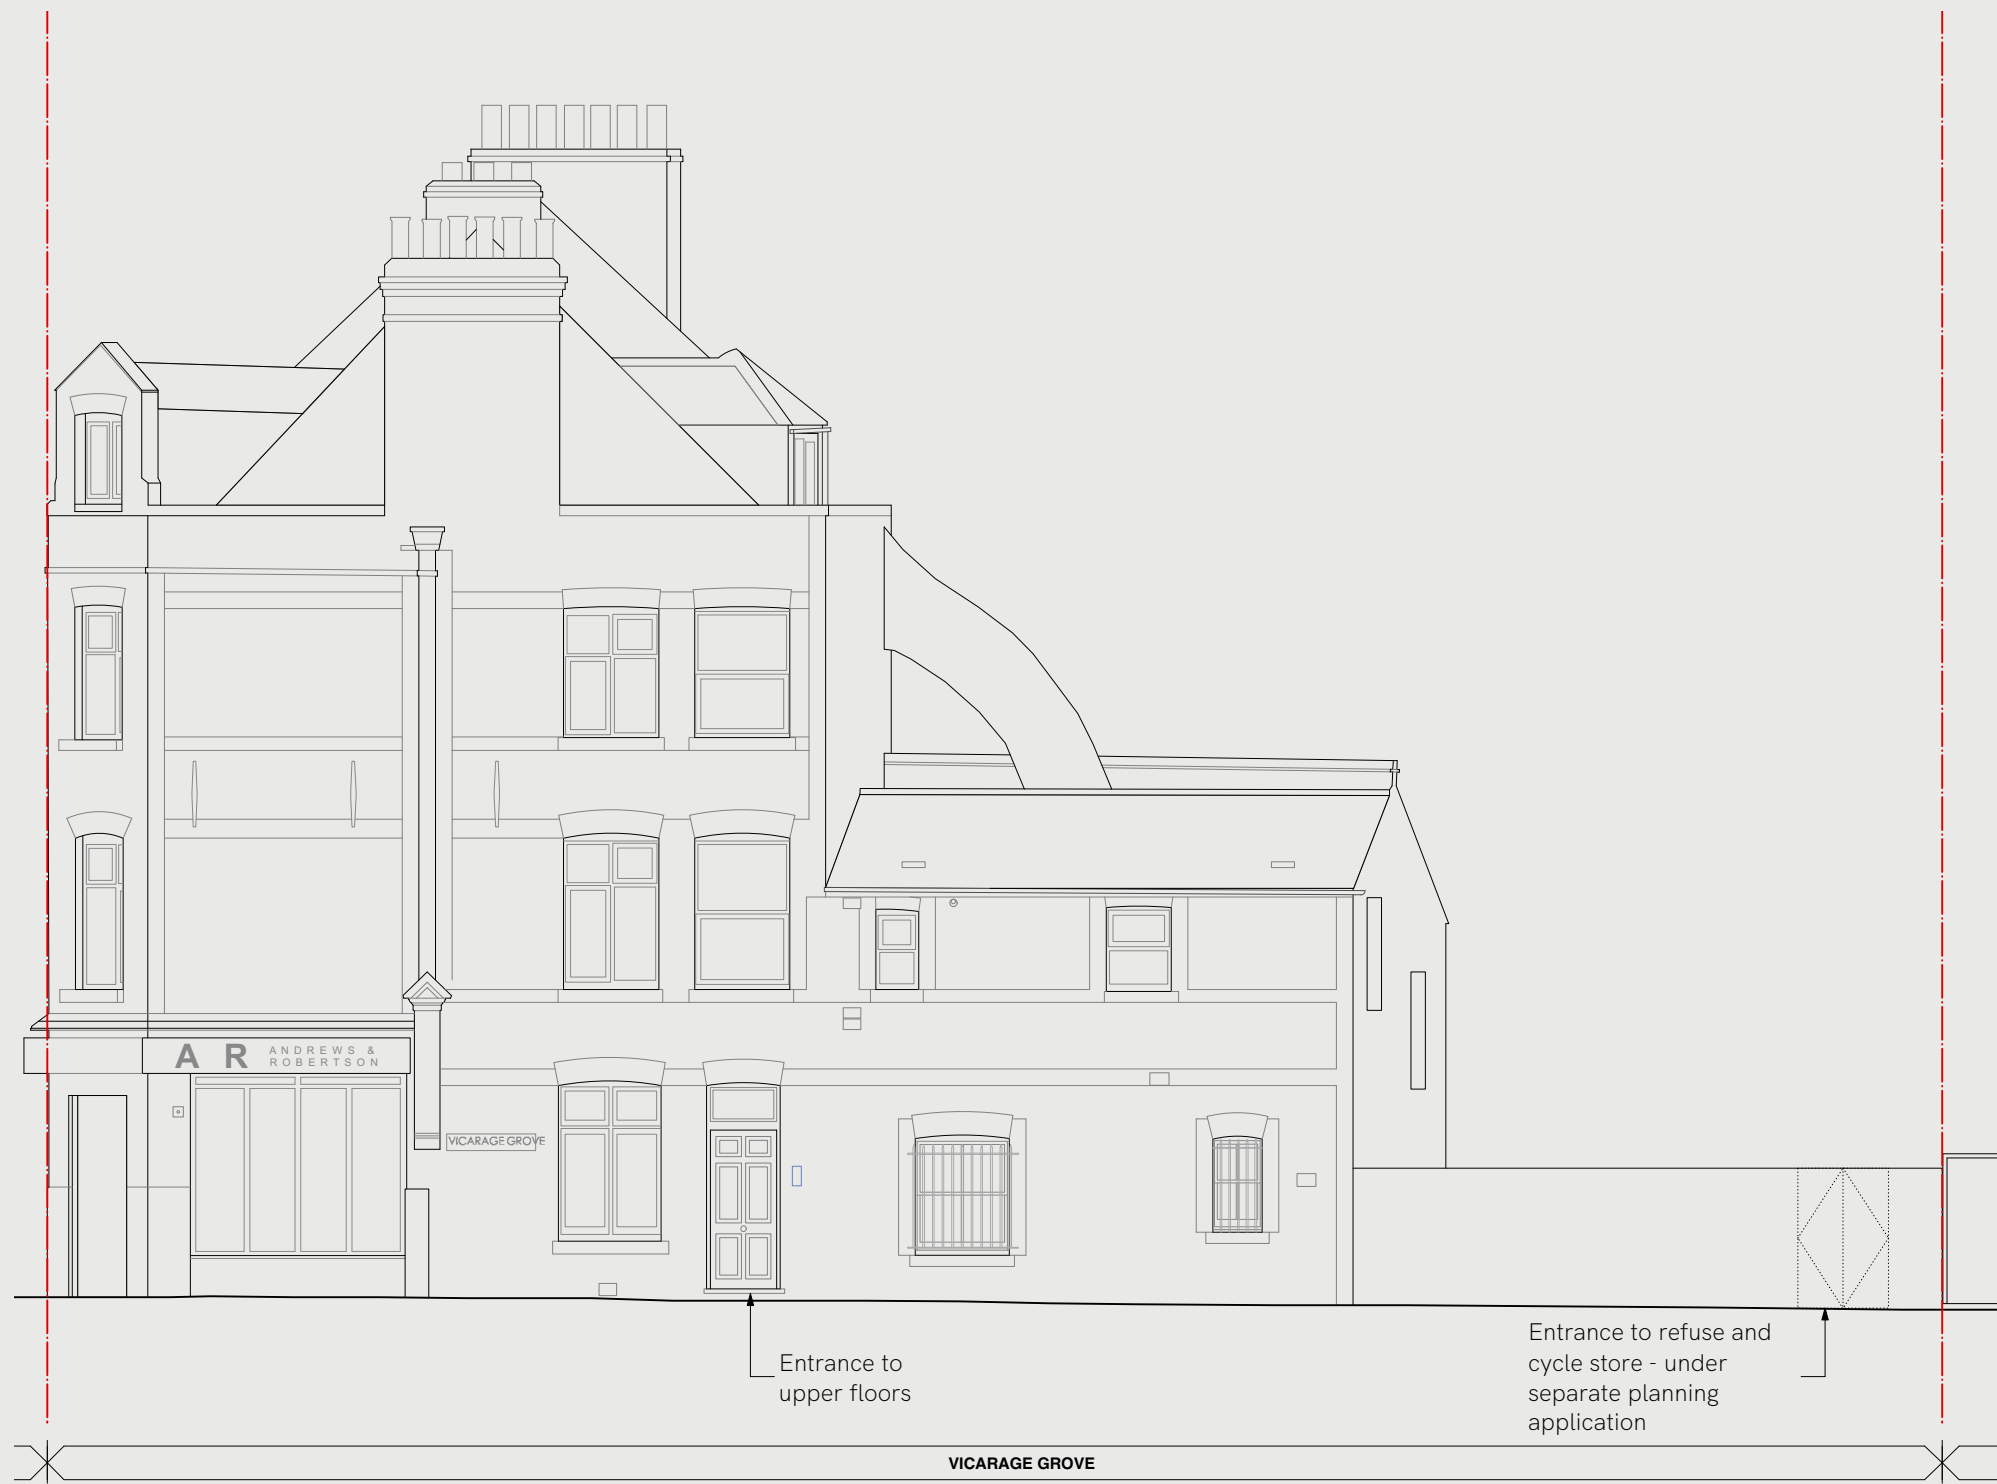 A R
ANDREWS &
ROBERTSON
VICARAGE GROVE
Entrance to
upper floors
Entrance to refuse and
cycle store - under
separate planning
application
VICARAGE GROVE